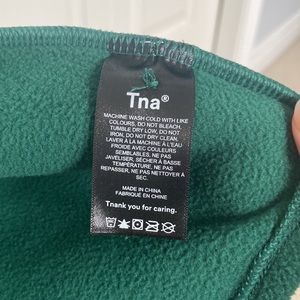 Tna®
MACHINE WASH COLD WITH LIKE
COLOURS, DO NOT BLEACH,
TUMBLE DRY LOW, DO NOT
IRON, DO NOT DRY CLEAN.
LAVER À LA MACHINE À L'EAU
FROIDE AVEC COULEURS
SEMBLABLES, NE PAS
JAVELISER, SÉCHER À BASSE
TEMPÉRATURE, NE PAS
REPASSER, NE PAS NETTOYER À
SEC.
MADE IN CHINA
FABRIQUÉ EN CHINE
Tnank you for caring.